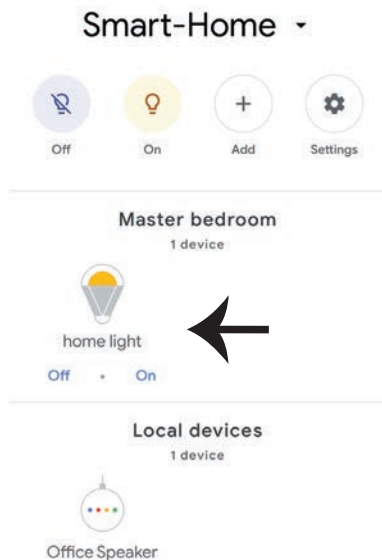 Smart-Home
Off On Add Settings
Master bedroom
1 device
home light
Off • On
Local devices
1 device
Office Speaker